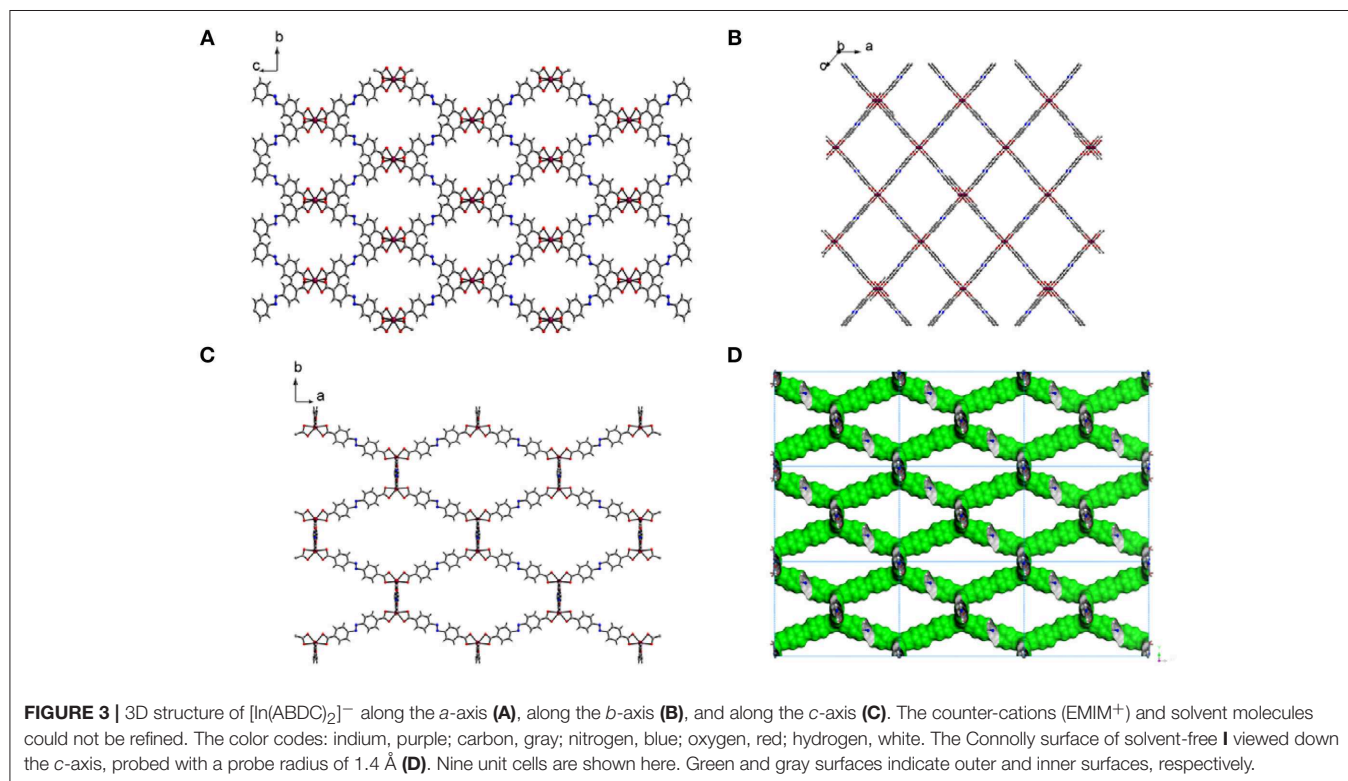 A
b
c
B
b
a
c
C
b
a
D
FIGURE 3 | 3D structure of [In(ABDC)₂]⁻ along the a-axis (A), along the b-axis (B), and along the c-axis (C). The counter-cations (EMIM⁺) and solvent molecules
could not be refined. The color codes: indium, purple; carbon, gray; nitrogen, blue; oxygen, red; hydrogen, white. The Connolly surface of solvent-free I viewed down
the c-axis, probed with a probe radius of 1.4 Å (D). Nine unit cells are shown here. Green and gray surfaces indicate outer and inner surfaces, respectively.